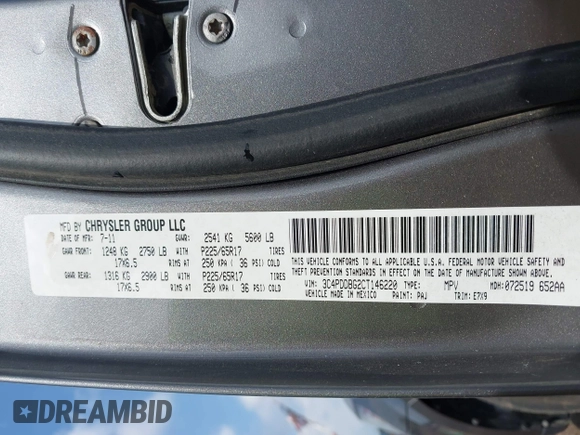 MFD BY CHRYSLER GROUP LLC
DATE OF MFR: 7-11 GVWR: 2541 KG 5600 LB
GAWR FRONT: 1248 KG 2750 LB WITH P225/65R17 TIRES
17X6.5 RIMS AT 250 KPA ( 36 PSI) COLD
GAWR REAR: 1316 KG 2900 LB WITH P225/65R17 TIRES
17X6.5 RIMS AT 250 KPA ( 36 PSI) COLD
THIS VEHICLE CONFORMS TO ALL APPLICABLE U.S.A. FEDERAL MOTOR VEHICLE SAFETY AND
THEFT PREVENTION STANDARDS IN EFFECT ON THE DATE OF MANUFACTURE SHOWN ABOVE.
VIN: 3C4PDDBG2CT146220 TYPE: MPV MDH: 072519 652AA
VEHICLE MADE IN MEXICO PAINT: PAJ TRIM: E7X9
DREAMBID